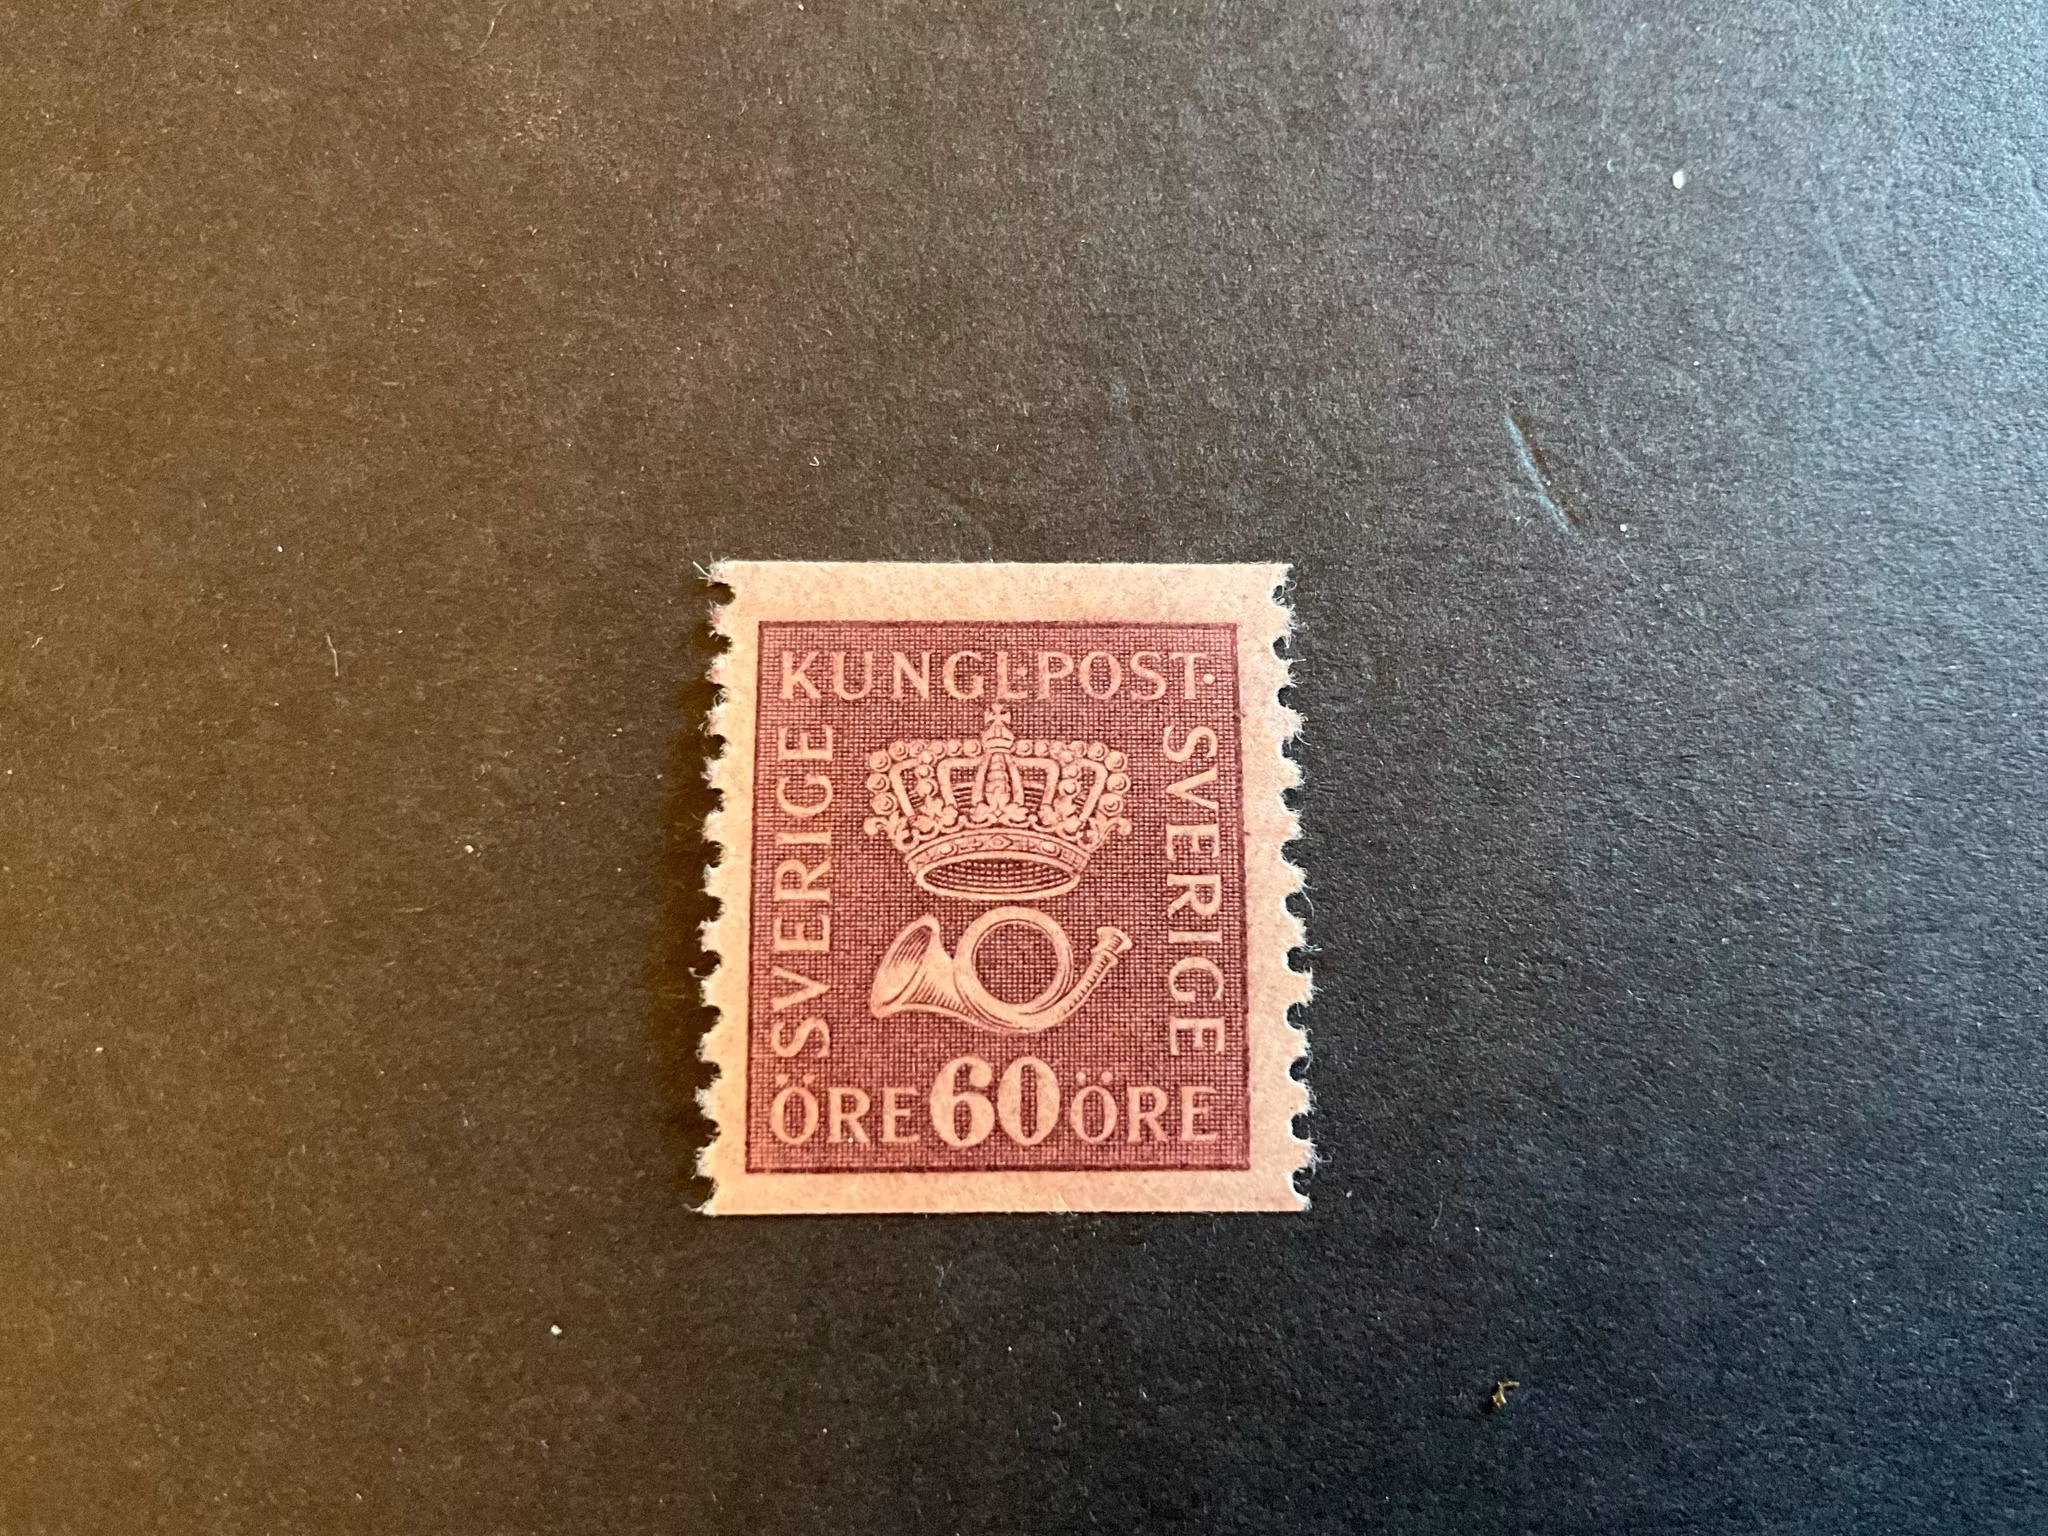 KUNGL·POST·
SVERIGE
SVERIGE
ÖRE 60 ÖRE